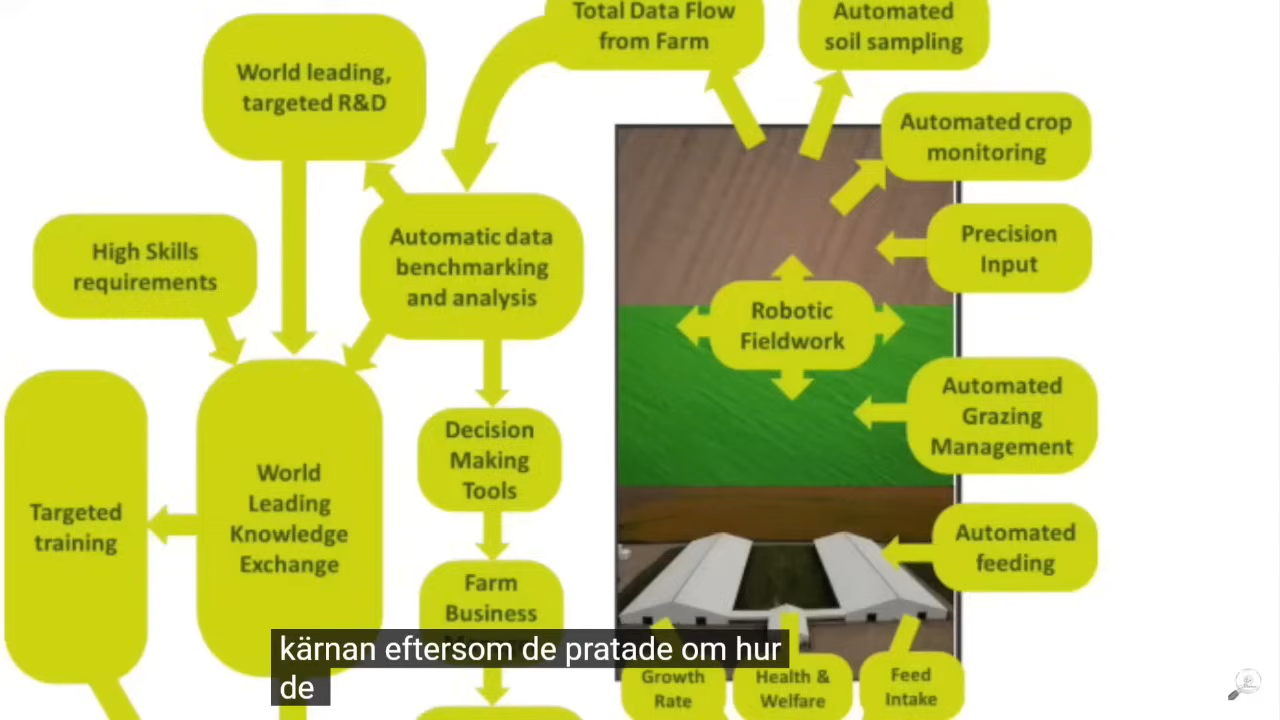 Total Data Flow
from Farm
Automated
soil sampling
World leading,
targeted R&D
Automated crop
monitoring
High Skills
requirements
Automatic data
benchmarking
and analysis
Precision
Input
Robotic
Fieldwork
Automated
Grazing
Management
Decision
Making
Tools
World
Leading
Knowledge
Exchange
Targeted
training
Automated
feeding
Farm
Business
Growth
Rate
Health &
Welfare
Feed
Intake
kärnan eftersom de pratade om hur
de